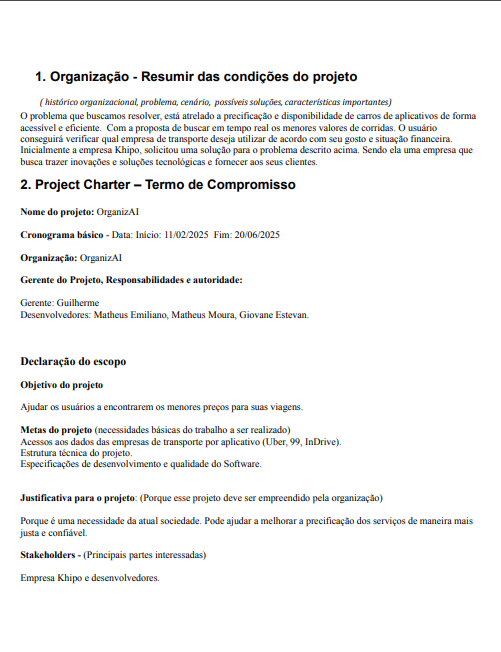 1. Organização - Resumir das condições do projeto
( histórico organizacional, problema, cenário, possíveis soluções, características importantes)
O problema que buscamos resolver, está atrelado a precificação e disponibilidade de carros de aplicativos de forma
acessível e eficiente. Com a proposta de buscar em tempo real os menores valores de corridas. O usuário
conseguirá verificar qual empresa de transporte deseja utilizar de acordo com seu gosto e situação financeira.
Inicialmente a empresa Khipo, solicitou uma solução para o problema descrito acima. Sendo ela uma empresa que
busca trazer inovações e soluções tecnológicas e fornecer aos seus clientes.
2. Project Charter – Termo de Compromisso
Nome do projeto: OrganizAI
Cronograma básico - Data: Início: 11/02/2025 Fim: 20/06/2025
Organização: OrganizAI
Gerente do Projeto, Responsabilidades e autoridade:
Gerente: Guilherme
Desenvolvedores: Matheus Emiliano, Matheus Moura, Giovane Estevan.
Declaração do escopo
Objetivo do projeto
Ajudar os usuários a encontrarem os menores preços para suas viagens.
Metas do projeto (necessidades básicas do trabalho a ser realizado)
Acessos aos dados das empresas de transporte por aplicativo (Uber, 99, InDrive).
Estrutura técnica do projeto.
Especificações de desenvolvimento e qualidade do Software.
Justificativa para o projeto: (Porque esse projeto deve ser empreendido pela organização)
Porque é uma necessidade da atual sociedade. Pode ajudar a melhorar a precificação dos serviços de maneira mais
justa e confiável.
Stakeholders - (Principais partes interessadas)
Empresa Khipo e desenvolvedores.